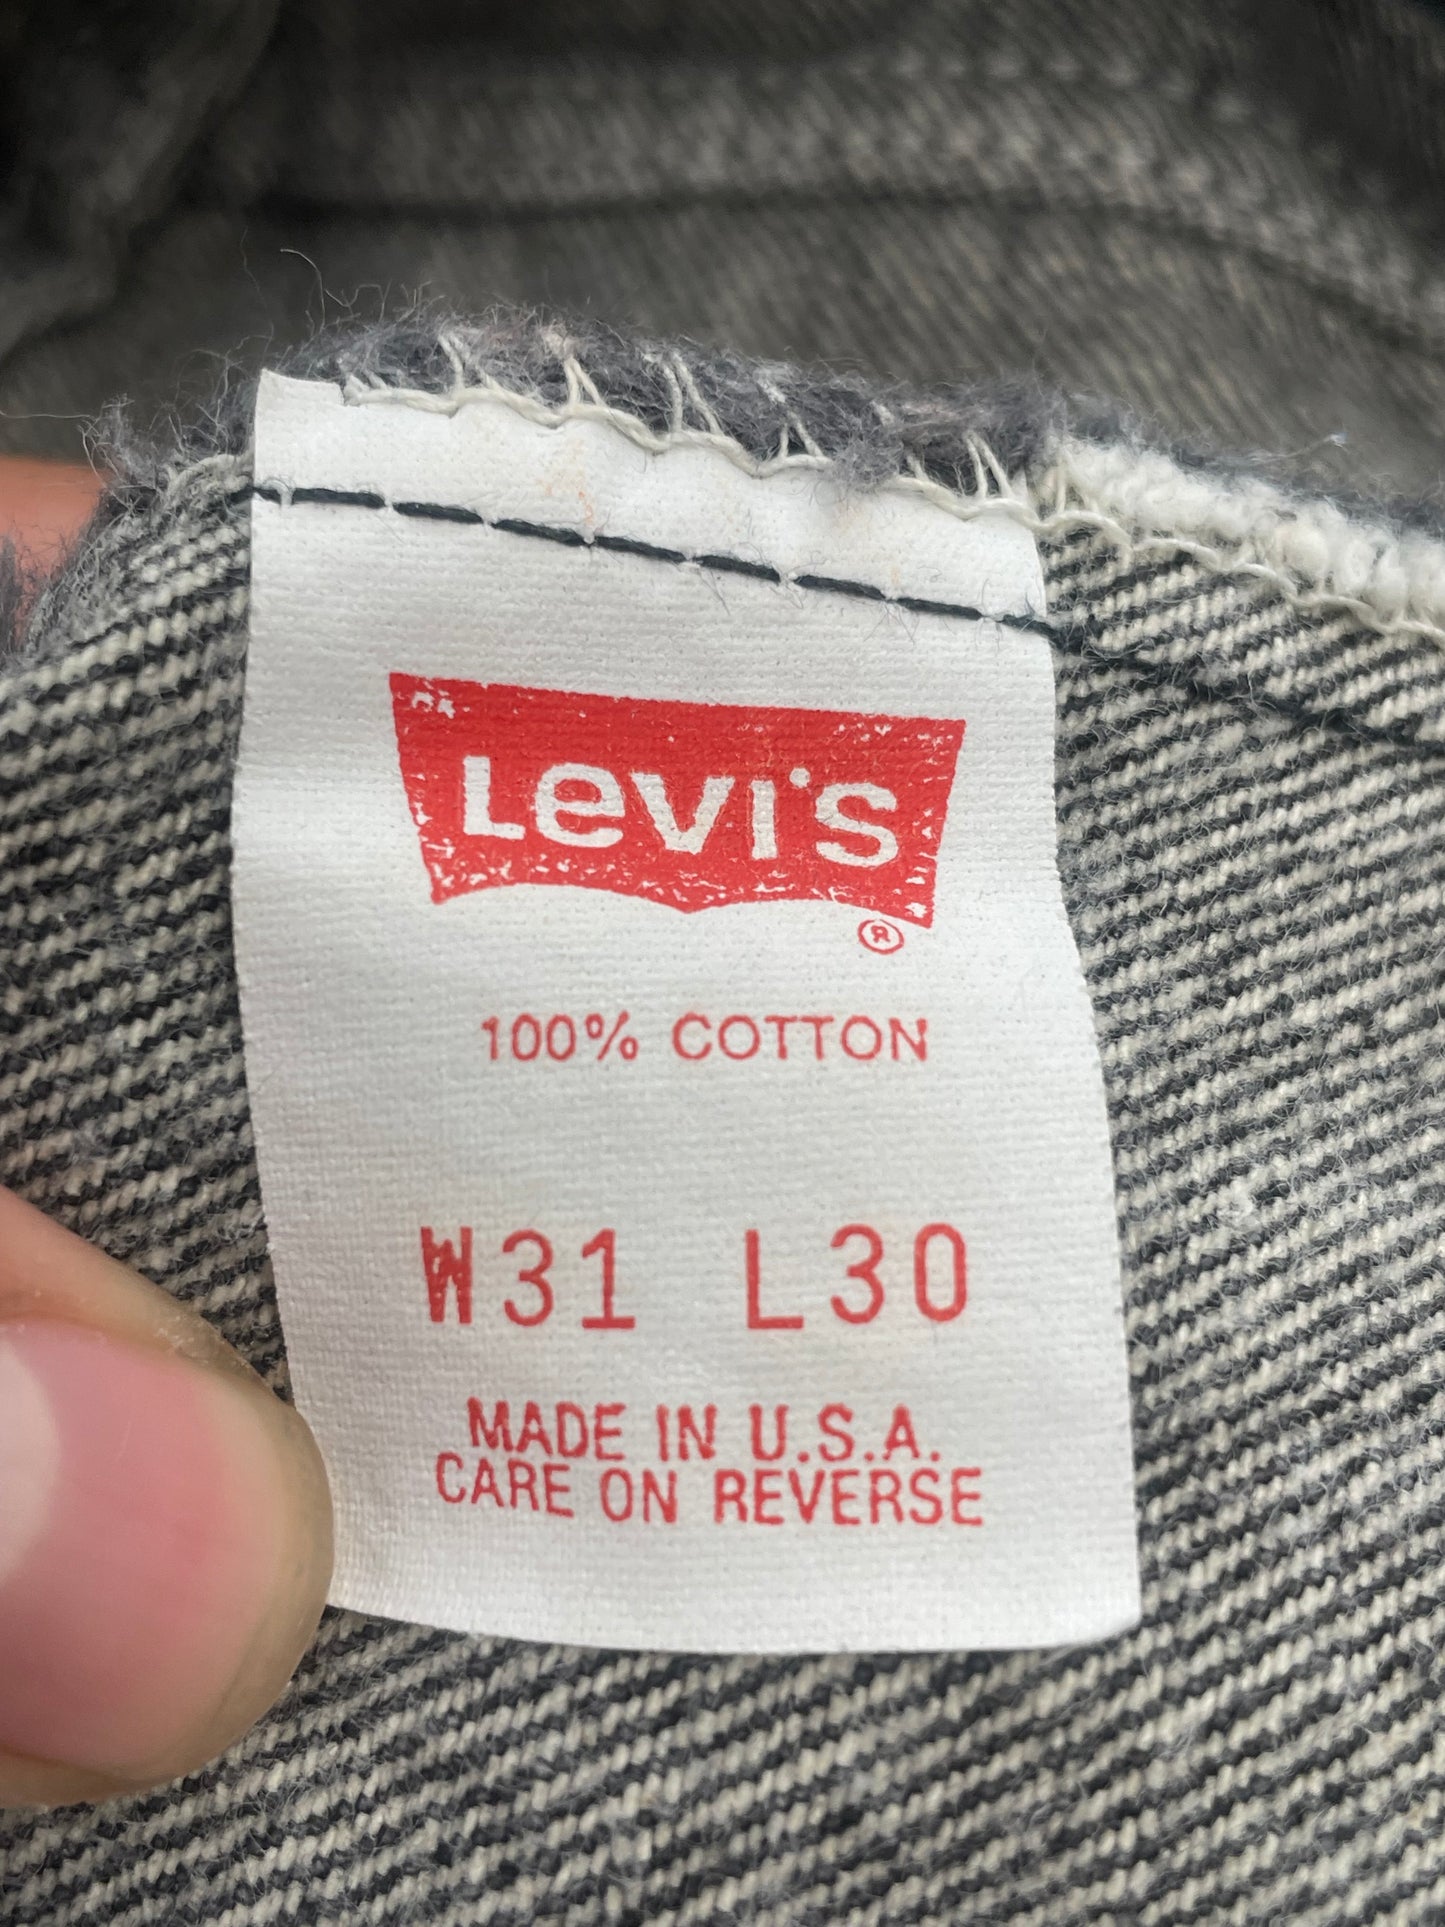 Levi's
®
100% COTTON
W31 L30
MADE IN U.S.A.
CARE ON REVERSE